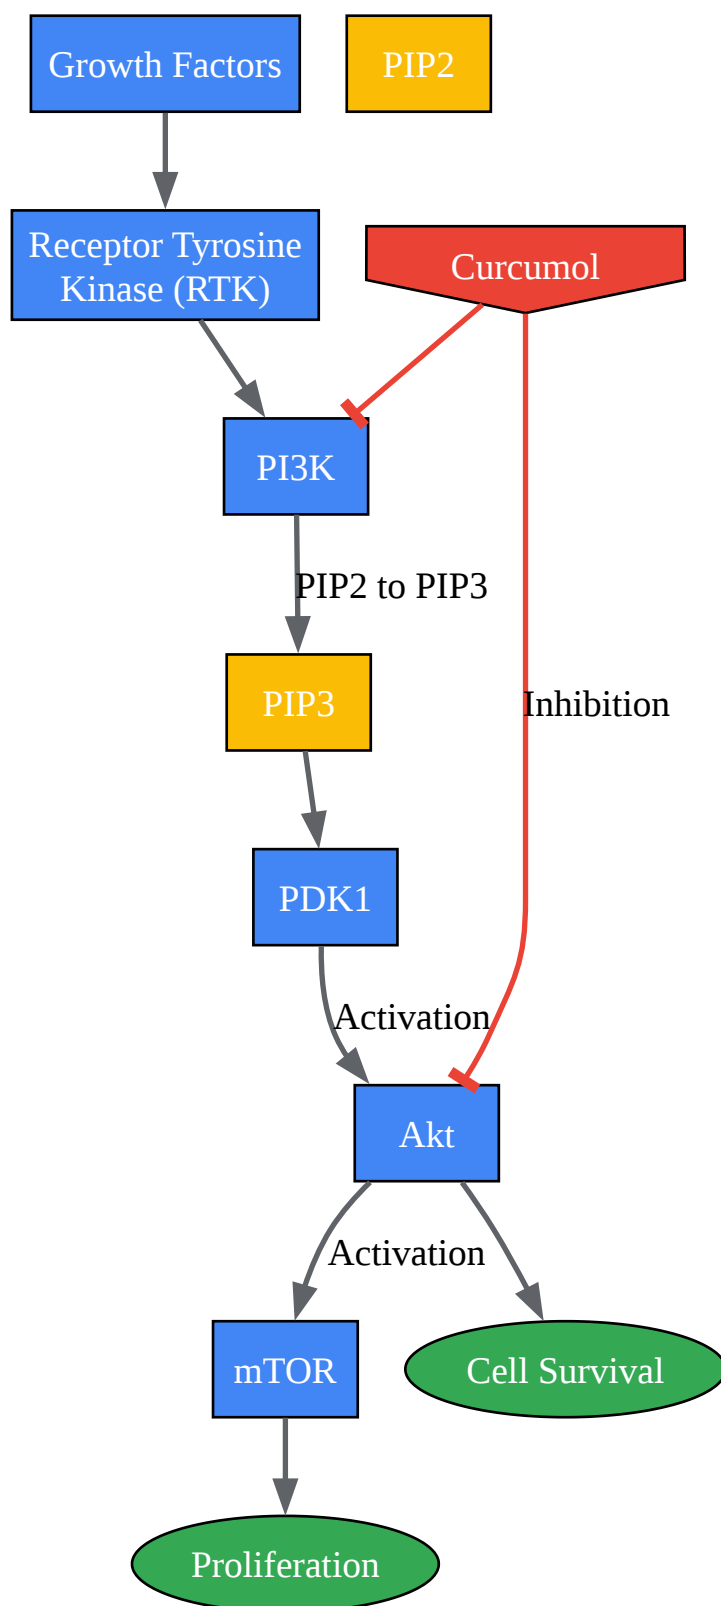 Growth Factors
PIP2
Receptor Tyrosine
Kinase (RTK)
Curcumol
PI3K
PIP2 to PIP3
PIP3
Inhibition
PDK1
Activation
Akt
Activation
mTOR
Cell Survival
Proliferation